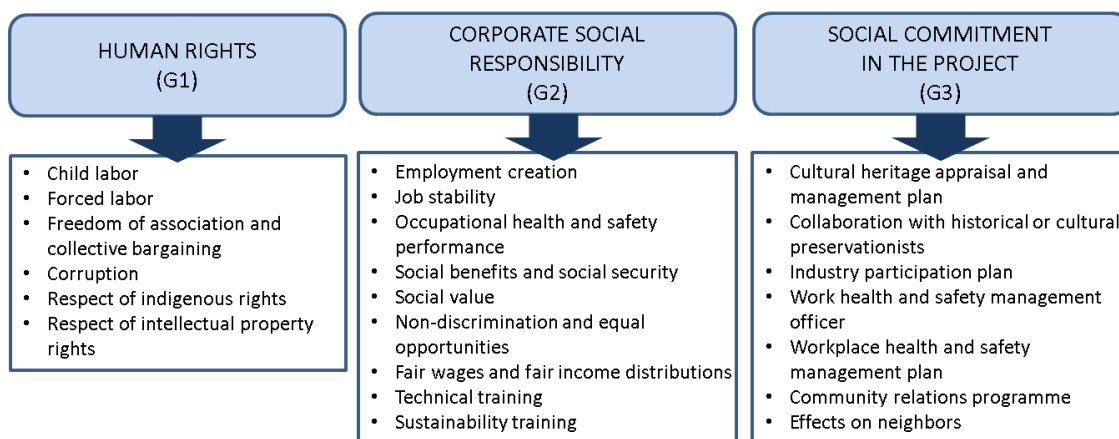 HUMAN RIGHTS
(G1)
• Child labor
• Forced labor
• Freedom of association and
collective bargaining
• Corruption
• Respect of indigenous rights
• Respect of intellectual property
rights
CORPORATE SOCIAL
RESPONSIBILITY
(G2)
• Employment creation
• Job stability
• Occupational health and safety
performance
• Social benefits and social security
• Social value
• Non-discrimination and equal
opportunities
• Fair wages and fair income distributions
• Technical training
• Sustainability training
SOCIAL COMMITMENT
IN THE PROJECT
(G3)
• Cultural heritage appraisal and
management plan
• Collaboration with historical or cultural
preservationists
• Industry participation plan
• Work health and safety management
officer
• Workplace health and safety
management plan
• Community relations programme
• Effects on neighbors